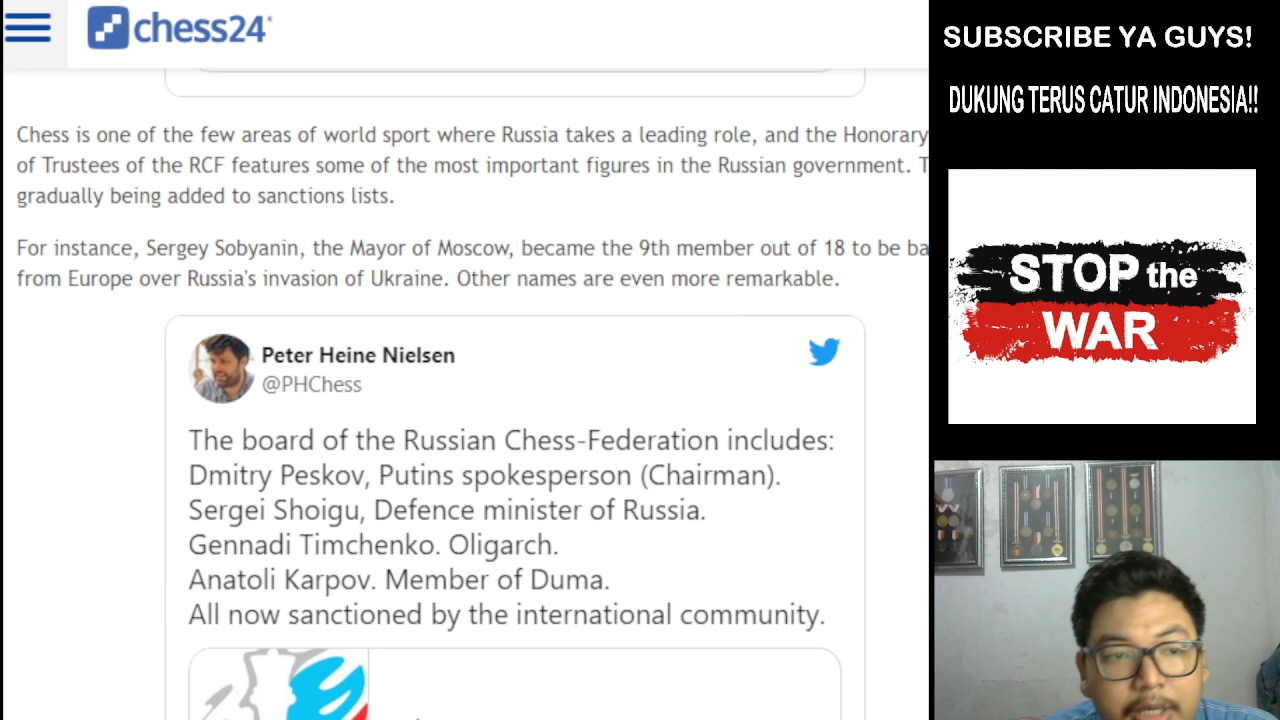 chess24
Chess is one of the few areas of world sport where Russia takes a leading role, and the Honorary
of Trustees of the RCF features some of the most important figures in the Russian government.
gradually being added to sanctions lists.
For instance, Sergey Sobyanin, the Mayor of Moscow, became the 9th member out of 18 to be
from Europe over Russia's invasion of Ukraine. Other names are even more remarkable.
Peter Heine Nielsen
@PHChess
The board of the Russian Chess-Federation includes:
Dmitry Peskov, Putins spokesperson (Chairman).
Sergei Shoigu, Defence minister of Russia.
Gennadi Timchenko. Oligarch.
Anatoli Karpov. Member of Duma.
All now sanctioned by the international community.
SUBSCRIBE YA GUYS!
DUKUNG TERUS CATUR INDONESIA!!
STOP the
WAR